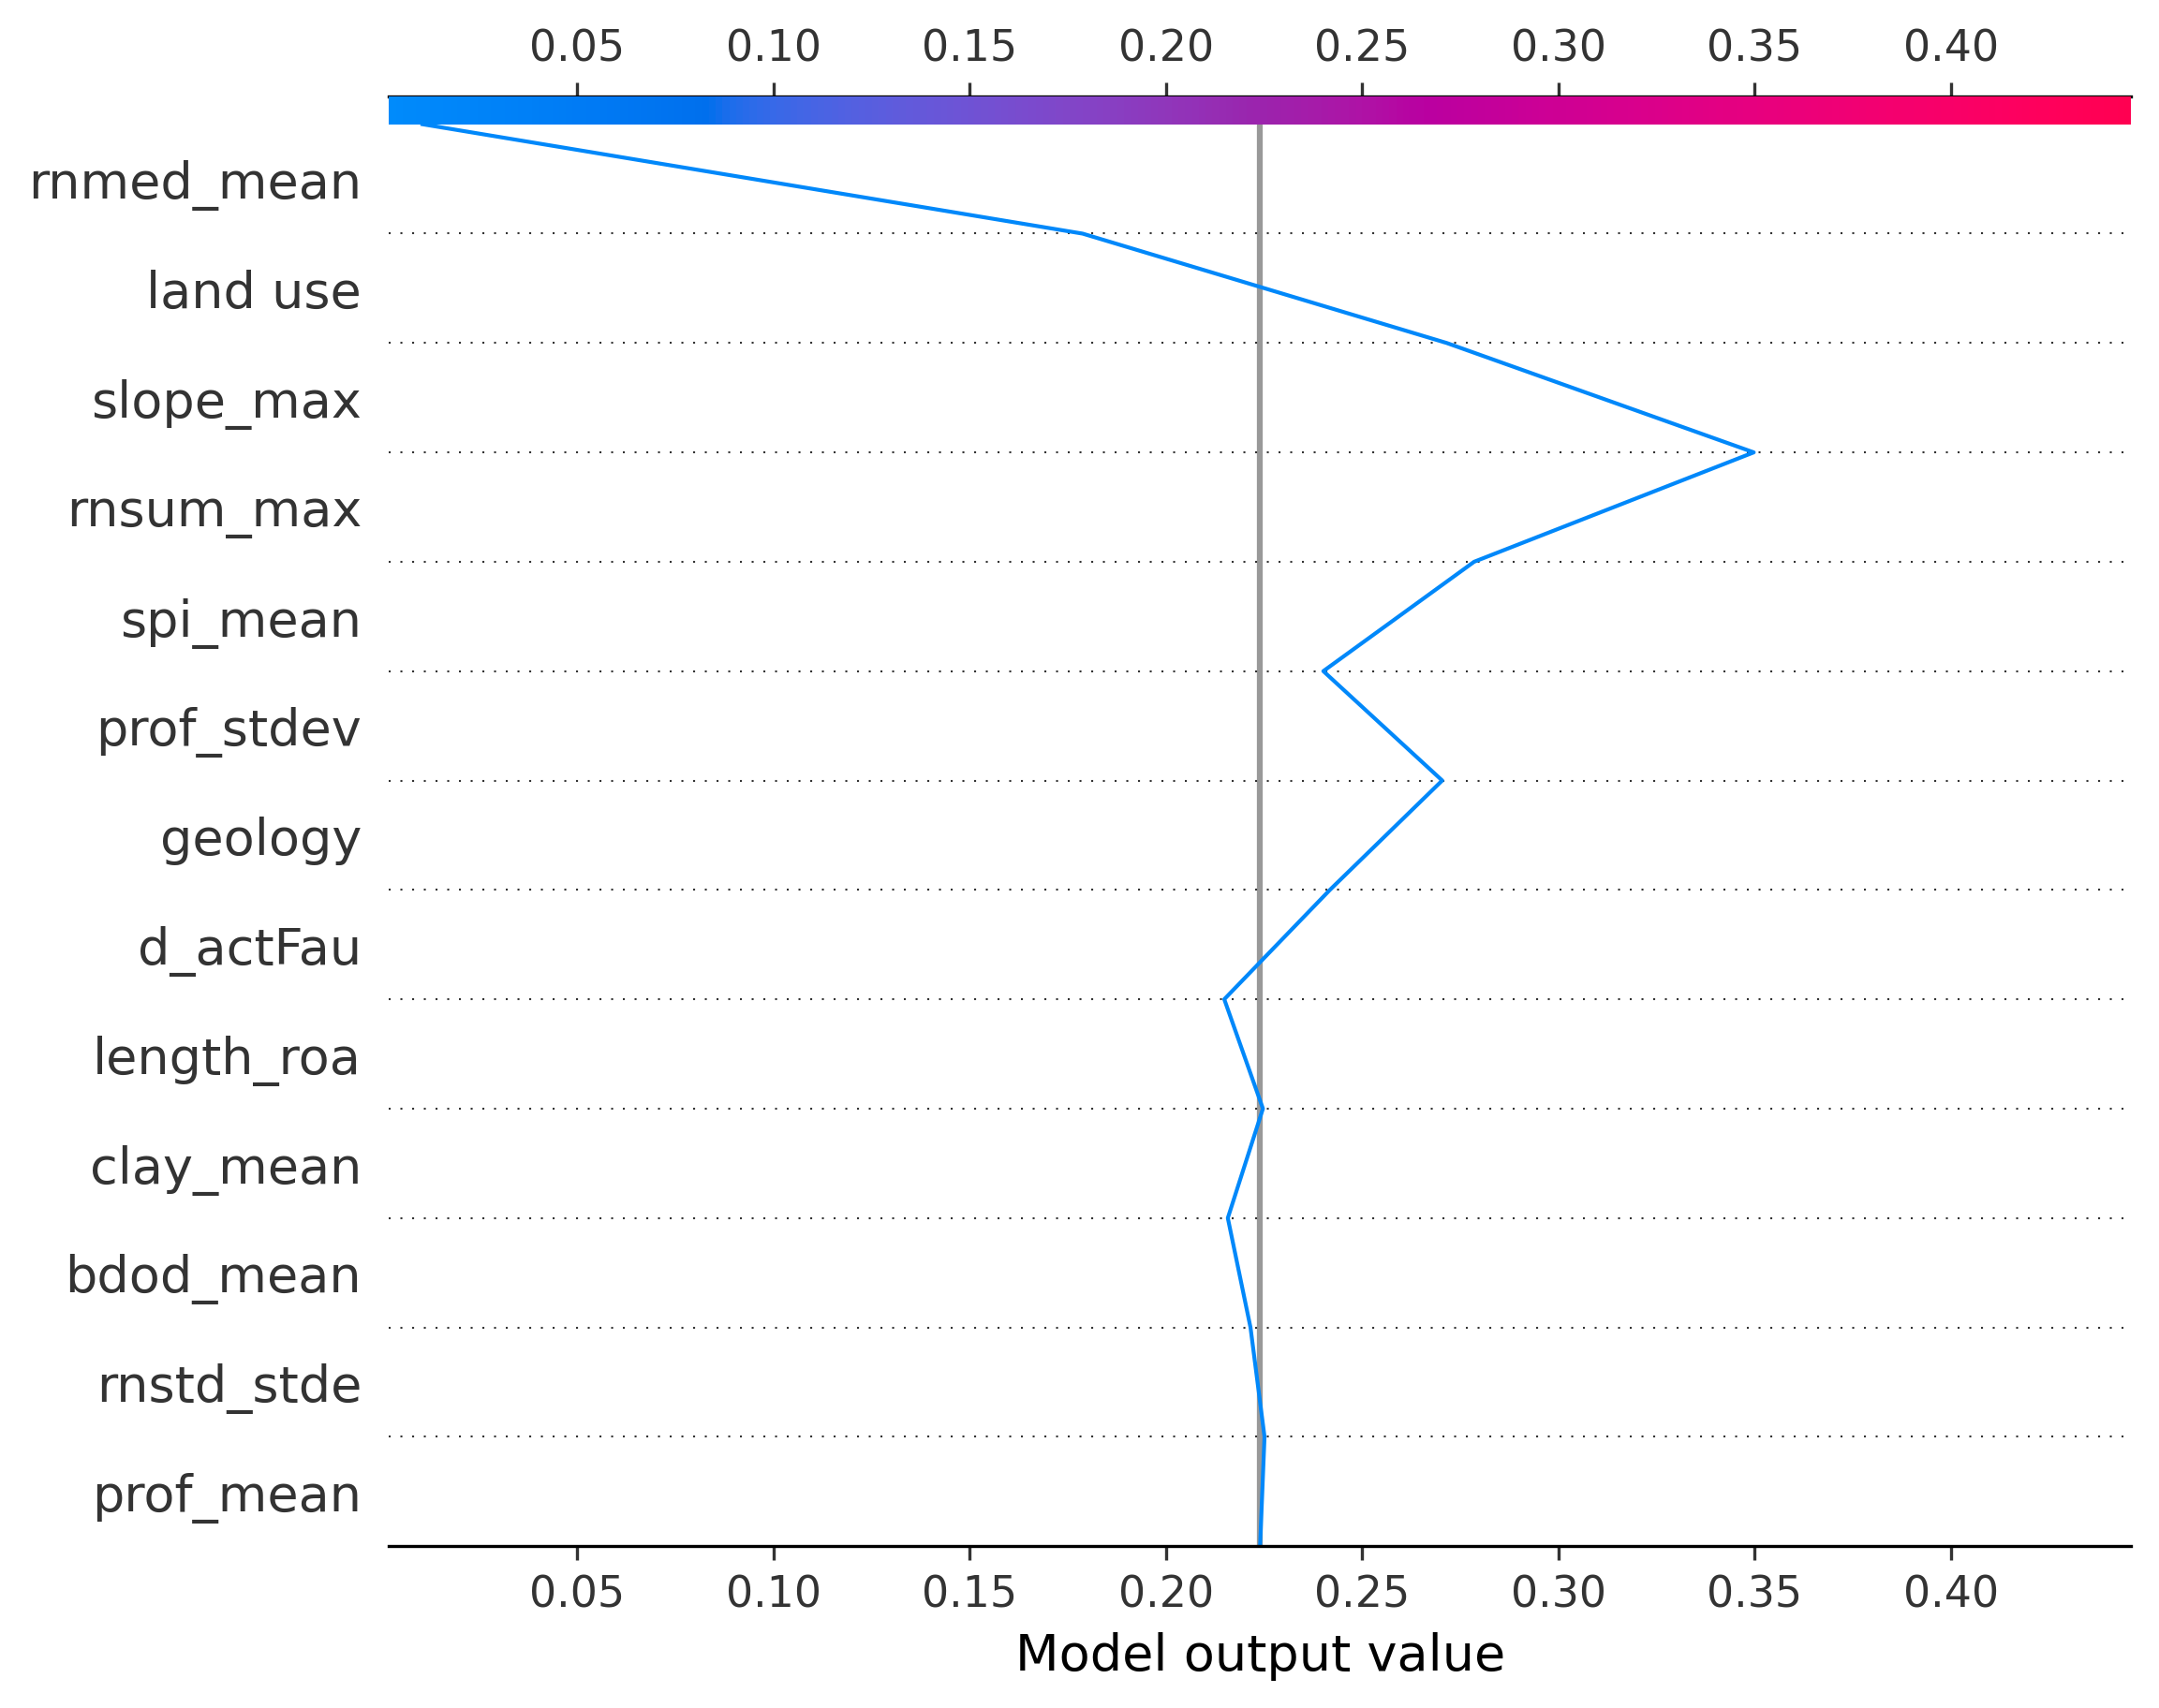 0.05 0.10 0.15 0.20 0.25 0.30 0.35 0.40
rnmed_mean
land use
slope_max
rnsum_max
spi_mean
prof_stdev
geology
d_actFau
length_roa
clay_mean
bdod_mean
rnstd_stde
prof_mean
0.05 0.10 0.15 0.20 0.25 0.30 0.35 0.40
Model output value